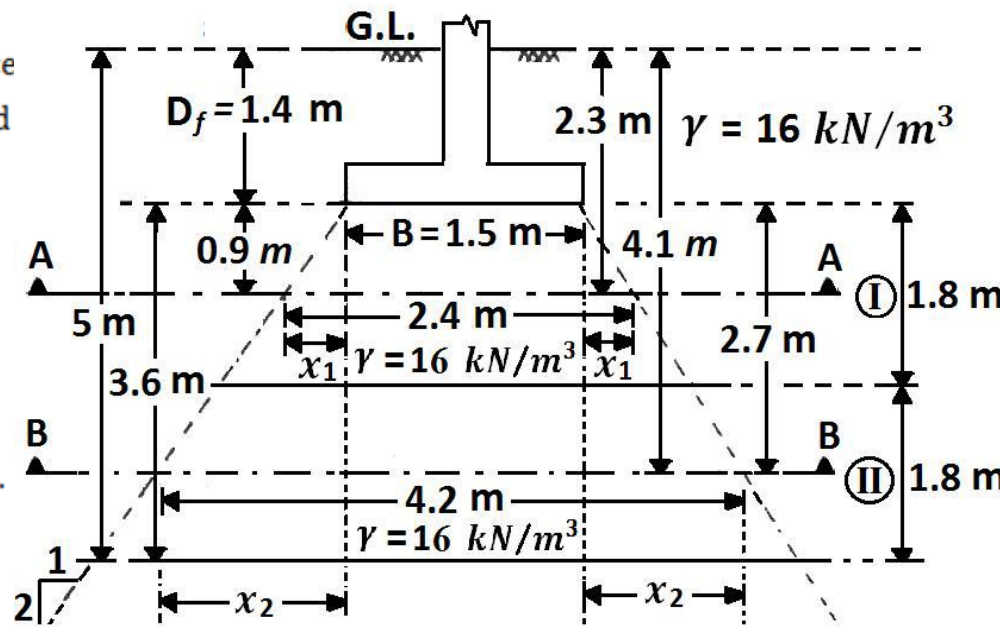 G.L.
e
d
D_f = 1.4 m
2.3 m
γ = 16 kN/m³
0.9 m
B = 1.5 m
4.1 m
A
A
I
1.8 m
5 m
2.4 m
2.7 m
x₁
γ = 16 kN/m³
x₁
3.6 m
B
B
II
1.8 m
.
4.2 m
γ = 16 kN/m³
1
2
x₂
x₂